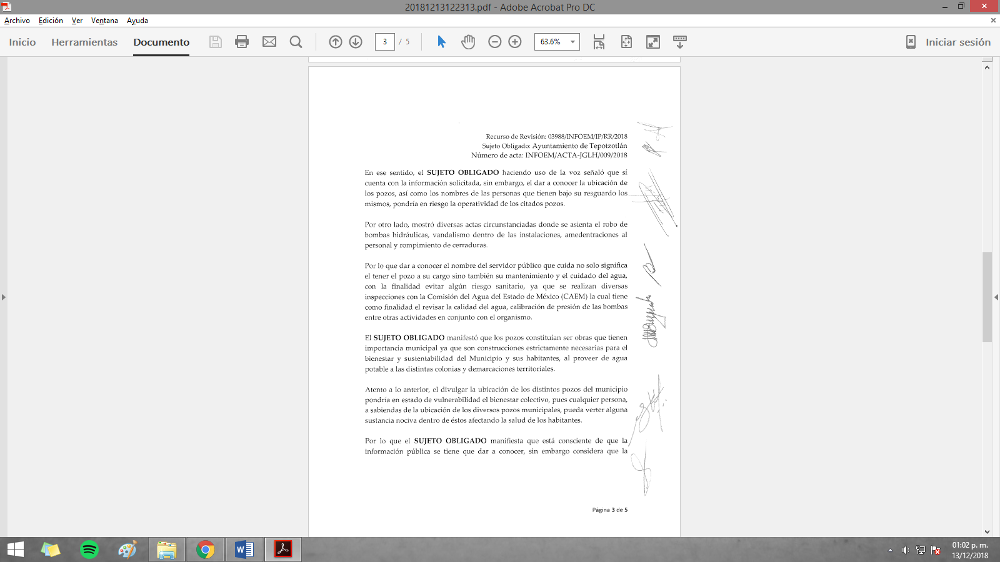 20181213122313.pdf - Adobe Acrobat Pro DC
Archivo Edición Ver Ventana Ayuda
Inicio Herramientas Documento 3 / 5 63.6% Iniciar sesión
Recurso de Revisión: 03988/INFOEM/IP/RR/2018
Sujeto Obligado: Ayuntamiento de Tepotzotlán
Número de acta: INFOEM/ACTA-JGLH/009/2018
En ese sentido, el SUJETO OBLIGADO haciendo uso de la voz señaló que sí
cuenta con la información solicitada, sin embargo, el dar a conocer la ubicación de
los pozos, así como los nombres de las personas que tienen bajo su resguardo los
mismos, pondría en riesgo la operatividad de los citados pozos.
Por otro lado, mostró diversas actas circunstanciadas donde se asienta el robo de
bombas hidráulicas, vandalismo dentro de las instalaciones, amedentraciones al
personal y rompimiento de cerraduras.
Por lo que dar a conocer el nombre del servidor público que cuida no solo significa
el tener el pozo a su cargo sino también su mantenimiento y el cuidado del agua,
con la finalidad evitar algún riesgo sanitario, ya que se realizan diversas
inspecciones con la Comisión del Agua del Estado de México (CAEM) la cual tiene
como finalidad el revisar la calidad del agua, calibración de presión de las bombas
entre otras actividades en conjunto con el organismo.
El SUJETO OBLIGADO manifestó que los pozos constituían ser obras que tienen
importancia municipal ya que son construcciones estrictamente necesarias para el
bienestar y sustentabilidad del Municipio y sus habitantes, al proveer de agua
potable a las distintas colonias y demarcaciones territoriales.
Atento a lo anterior, el divulgar la ubicación de los distintos pozos del municipio
pondría en estado de vulnerabilidad el bienestar colectivo, pues cualquier persona,
a sabiendas de la ubicación de los diversos pozos municipales, pueda verter alguna
sustancia nociva dentro de éstos afectando la salud de los habitantes.
Por lo que el SUJETO OBLIGADO manifiesta que está consciente de que la
información pública se tiene que dar a conocer, sin embargo considera que la
Página 3 de 5
01:02 p. m.
13/12/2018